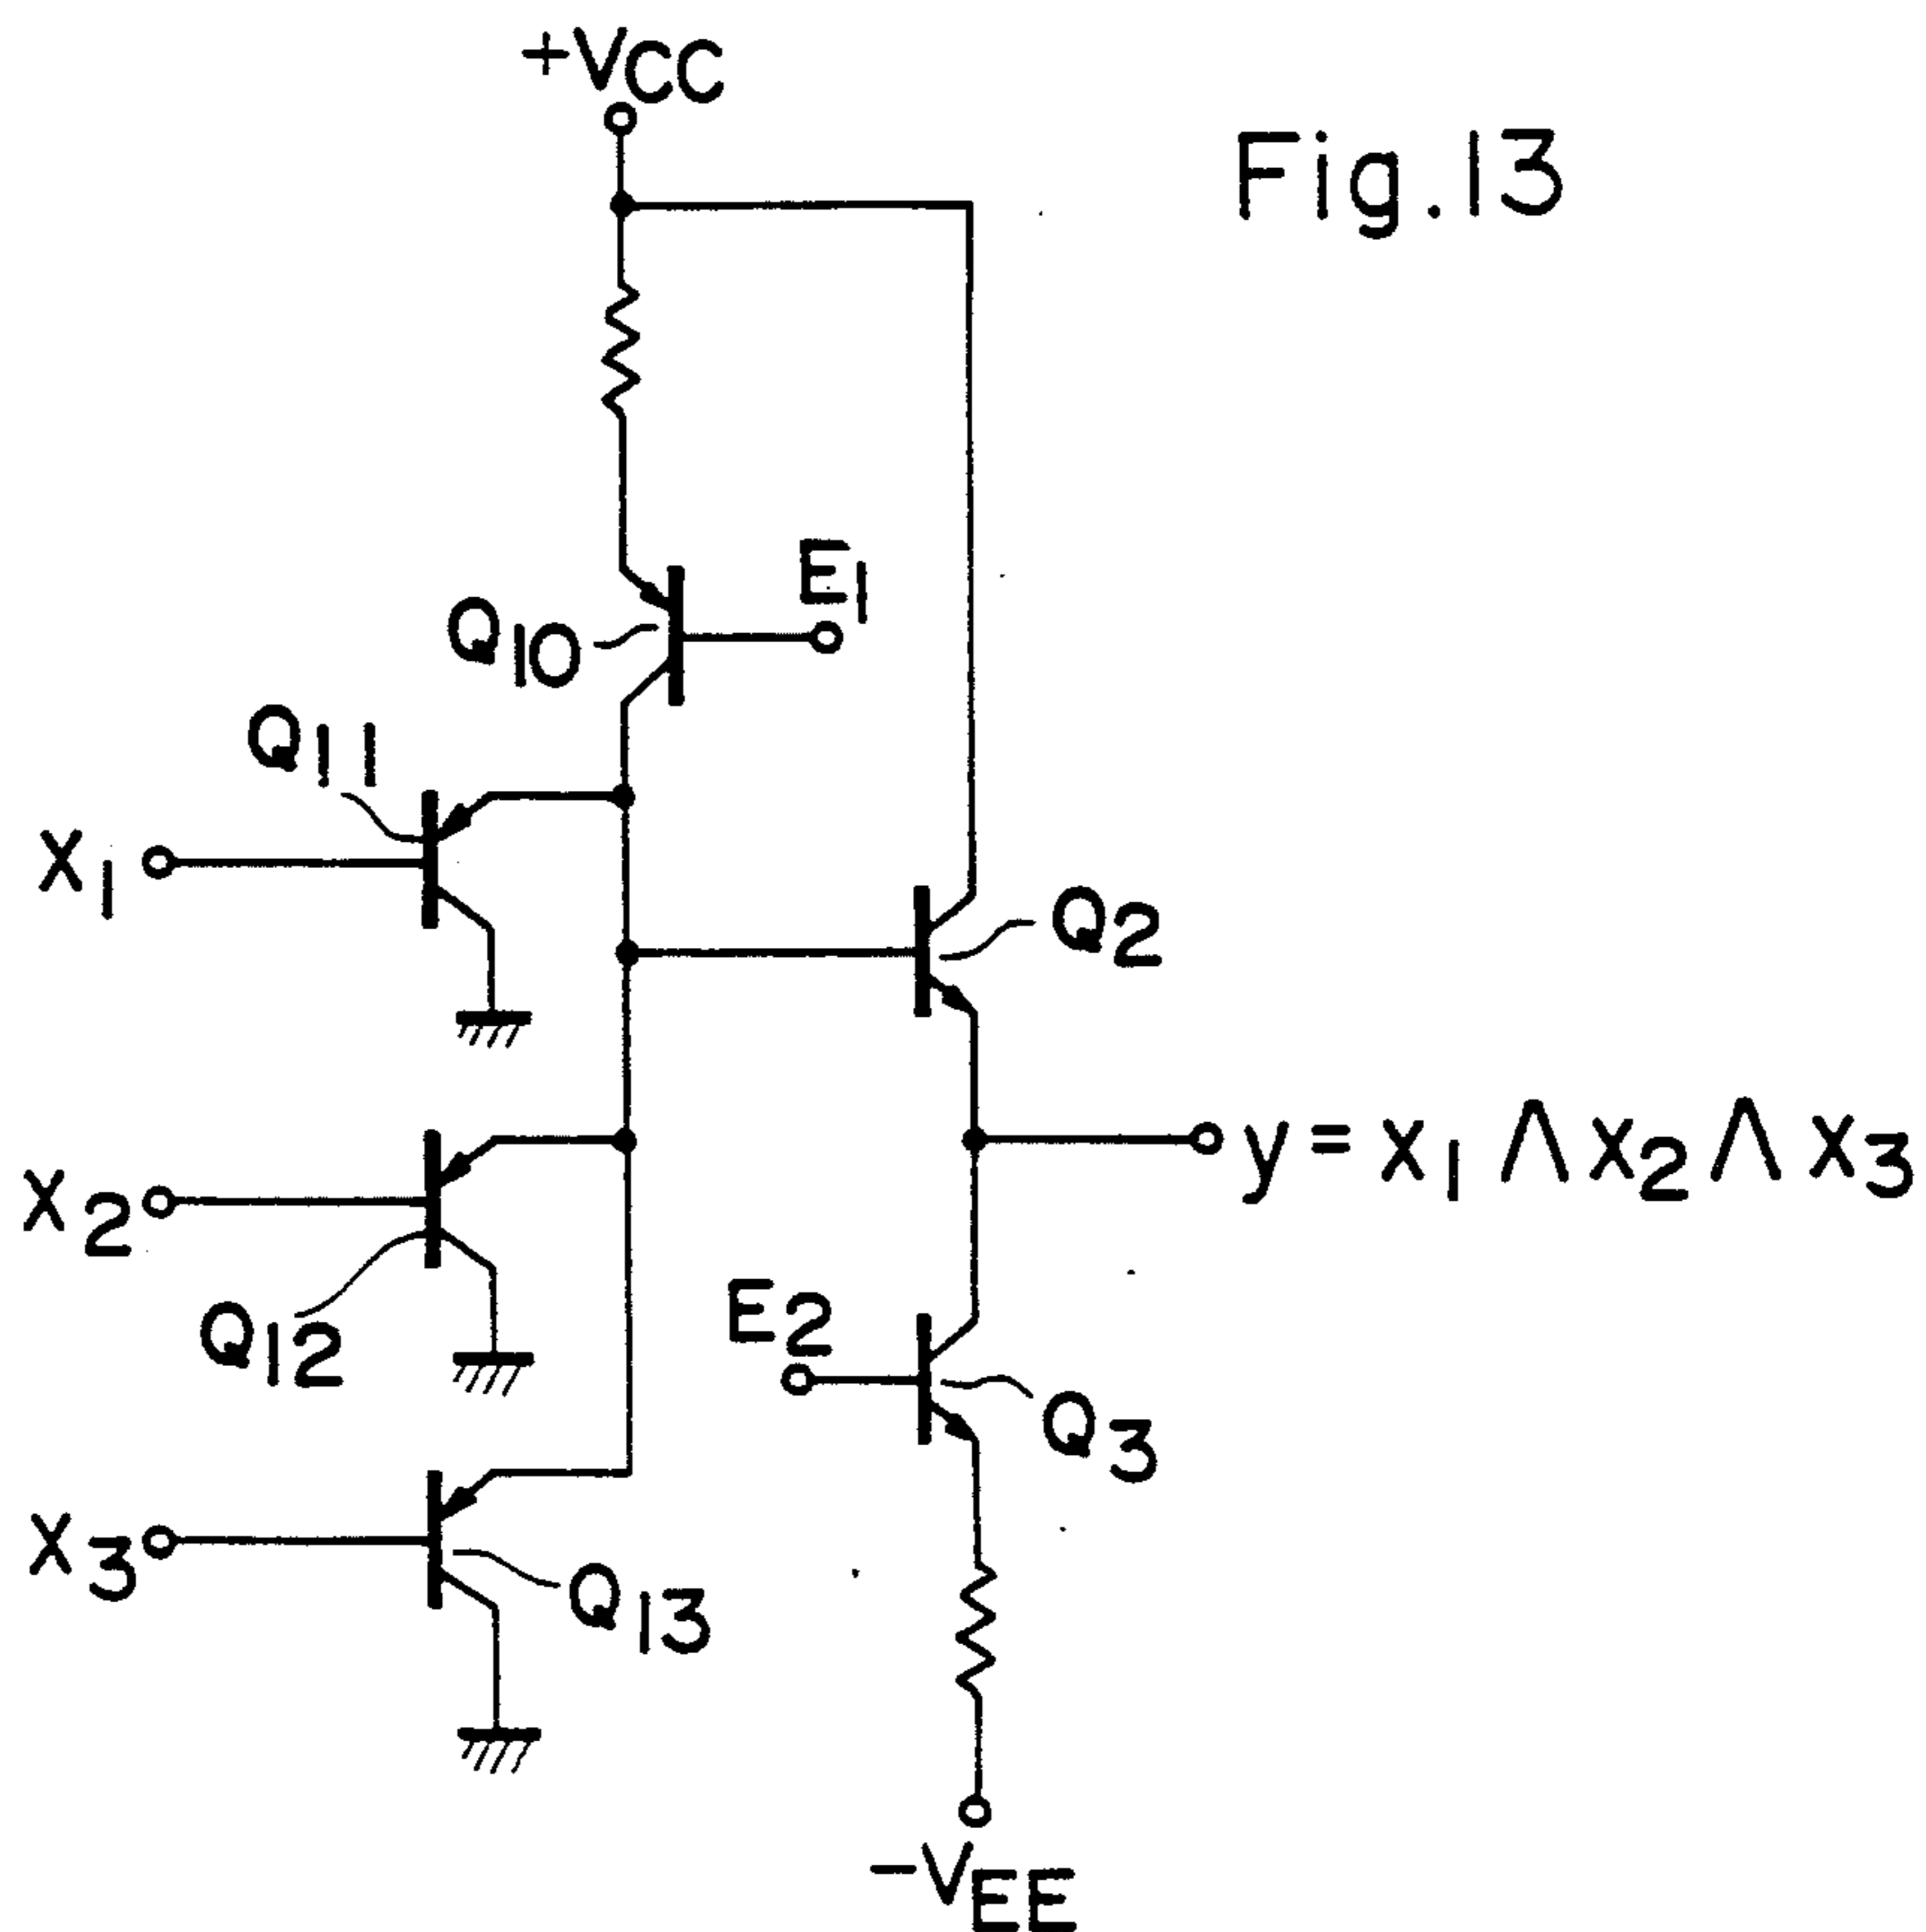 +VCC
Fig.13
E1
Q10
Q11
x1
Q2
y = x1 ∧ x2 ∧ x3
x2
E2
Q12
Q3
x3
Q13
-VEE